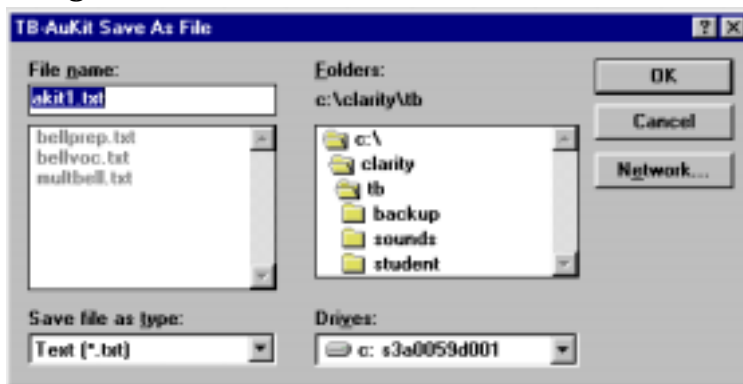 TB-AuKit Save As File
File name:
akit1.txt
bellprep.txt
bellvoc.txt
multbell.txt
Save file as type:
Text (*.txt)
Folders:
c:\clarity\tb
c:\
clarity
tb
backup
sounds
student
Drives:
c: s3a0059d001
OK
Cancel
Network...